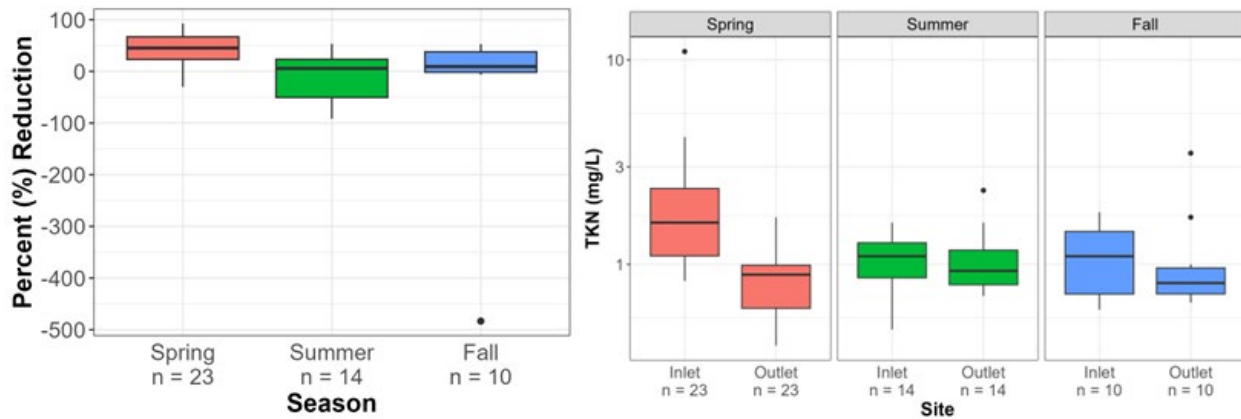 Percent (%) Reduction
100
0
-100
-200
-300
-400
-500
Spring Summer Fall
n = 23 n = 14 n = 10
Season
TKN (mg/L)
Spring Summer Fall
10
3
1
Inlet Outlet Inlet Outlet Inlet Outlet
n = 23 n = 23 n = 14 n = 14 n = 10 n = 10
Site